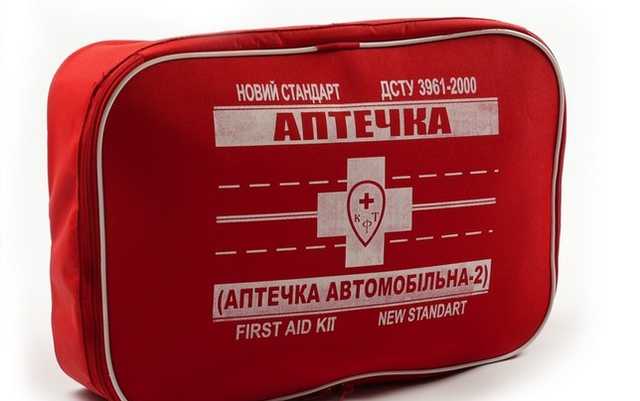 НОВИЙ СТАНДАРТ ДСТУ 3961-2000
АПТЕЧКА
К Ф Т
(АПТЕЧКА АВТОМОБІЛЬНА-2)
FIRST AID KIT NEW STANDART